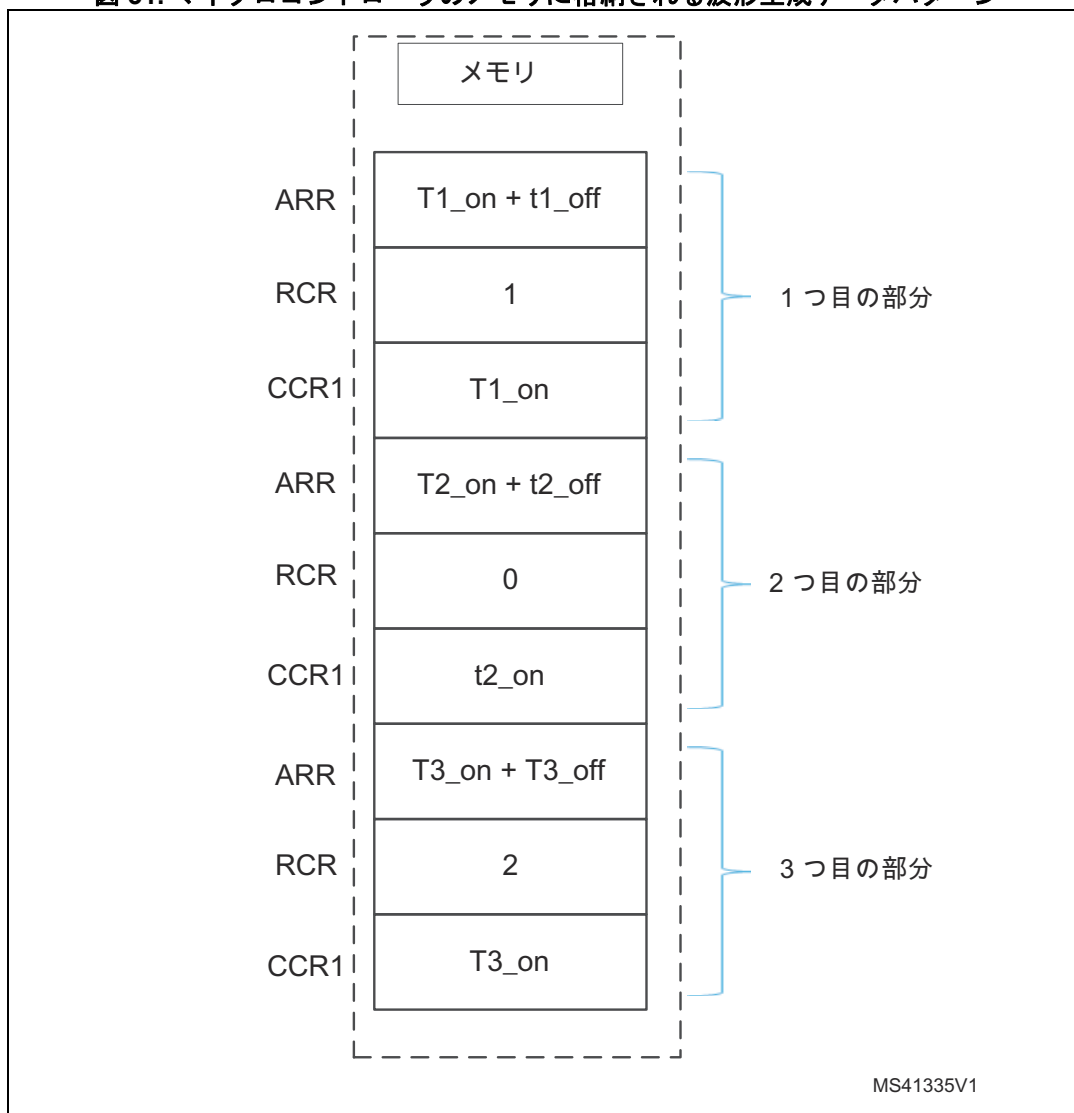 メモリ
ARR T1_on + t1_off
RCR 1 1 つ目の部分
CCR1 T1_on
ARR T2_on + t2_off
RCR 0 2 つ目の部分
CCR1 t2_on
ARR T3_on + T3_off
RCR 2 3 つ目の部分
CCR1 T3_on
MS41335V1